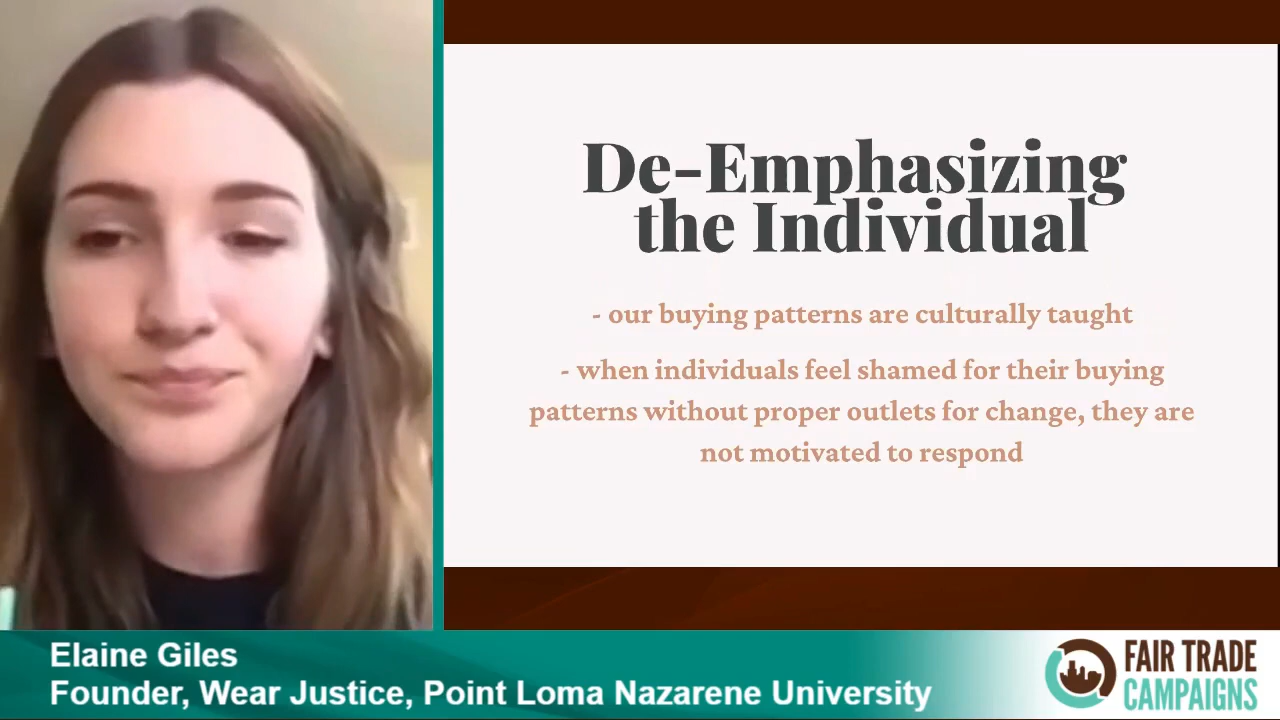 De-Emphasizing
the Individual
- our buying patterns are culturally taught
- when individuals feel shamed for their buying
patterns without proper outlets for change, they are
not motivated to respond
Elaine Giles
Founder, Wear Justice, Point Loma Nazarene University
FAIR TRADE
CAMPAIGNS